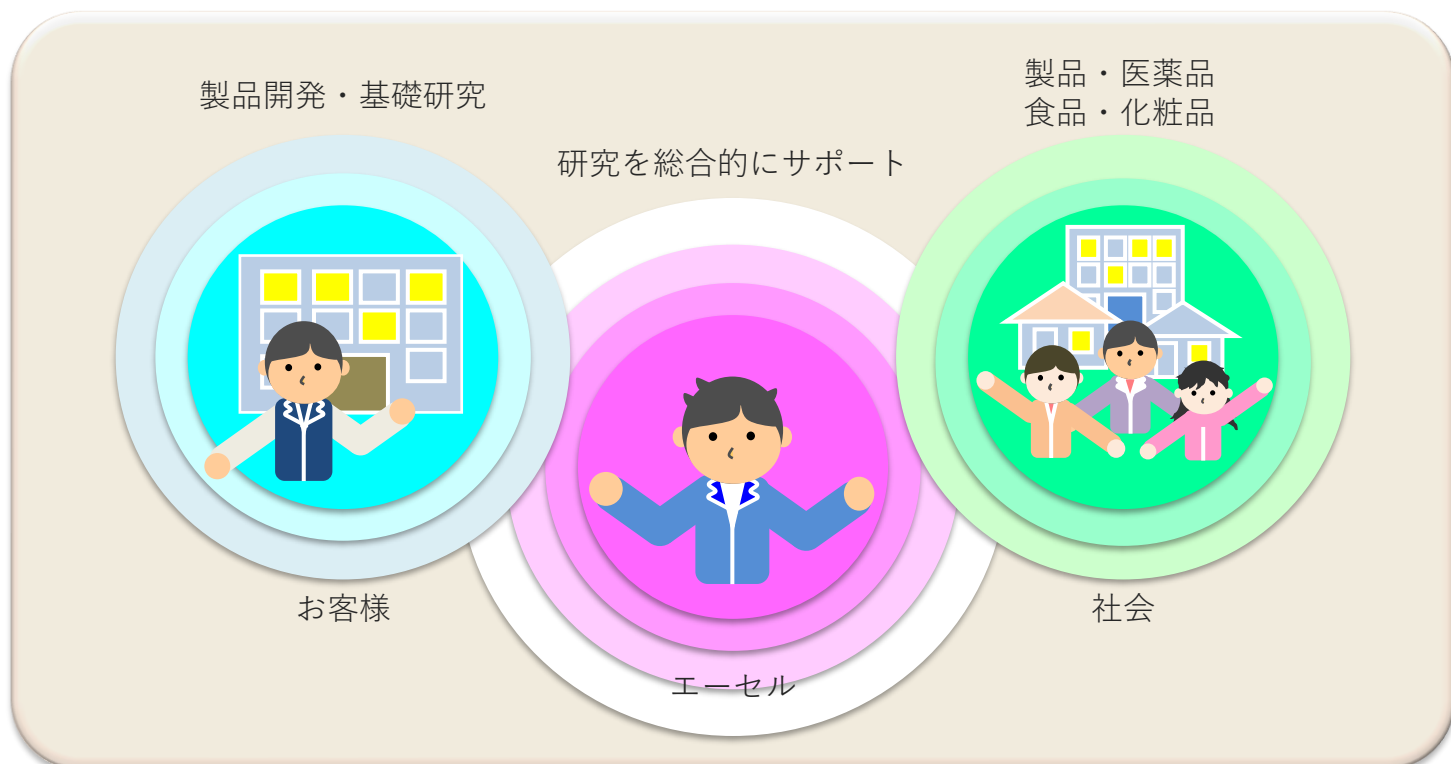 製品開発・基礎研究
お客様
研究を総合的にサポート
エーセル
製品・医薬品
食品・化粧品
社会